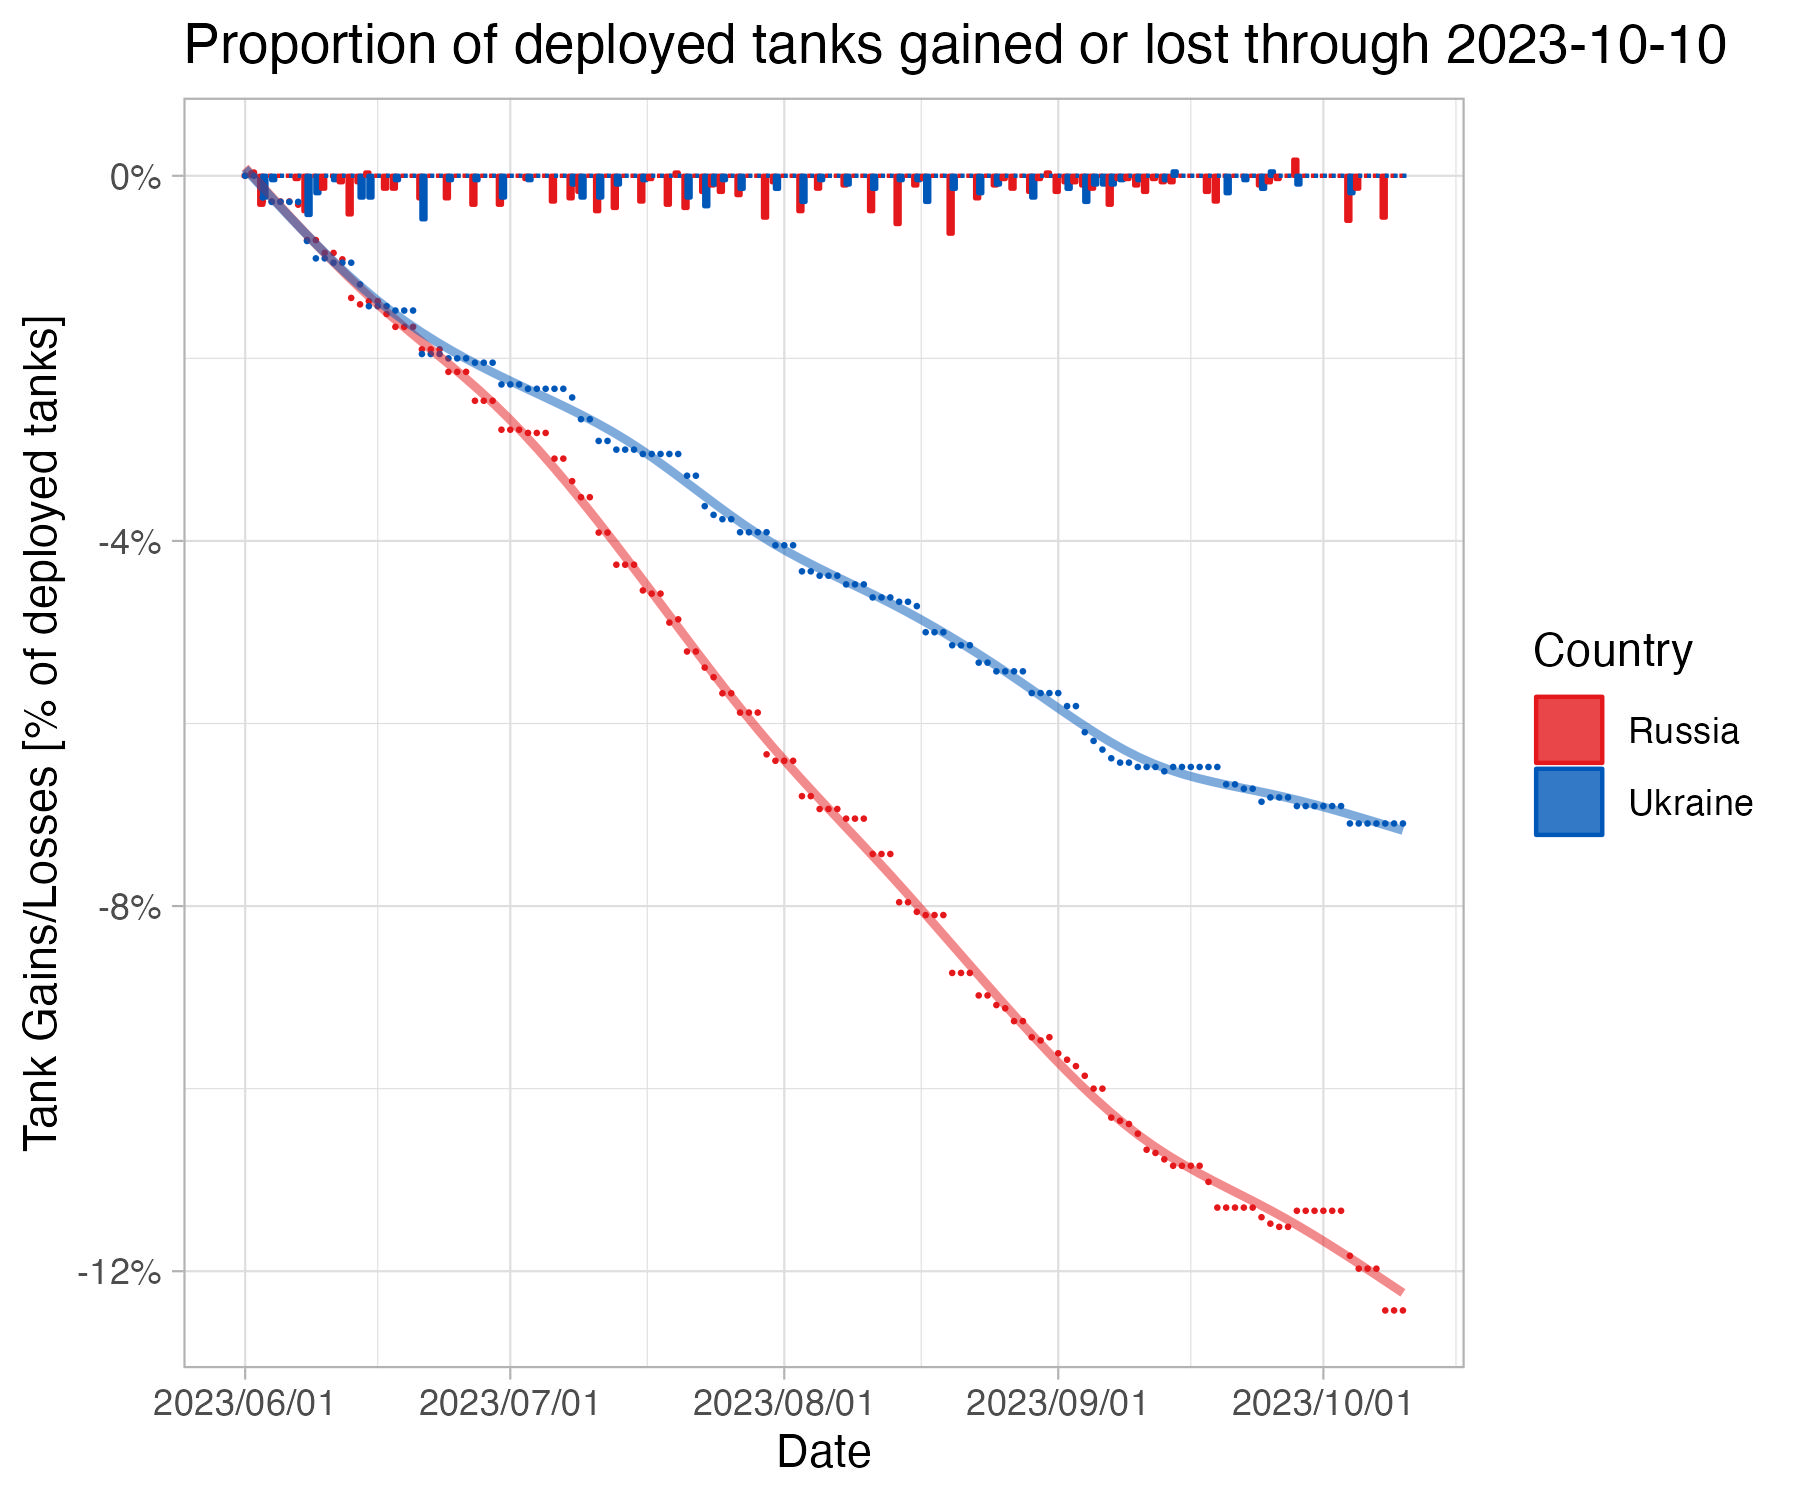 Proportion of deployed tanks gained or lost through 2023-10-10
Tank Gains/Losses [% of deployed tanks]
0%
-4%
-8%
-12%
2023/06/01
2023/07/01
2023/08/01
2023/09/01
2023/10/01
Date
Country
Russia
Ukraine